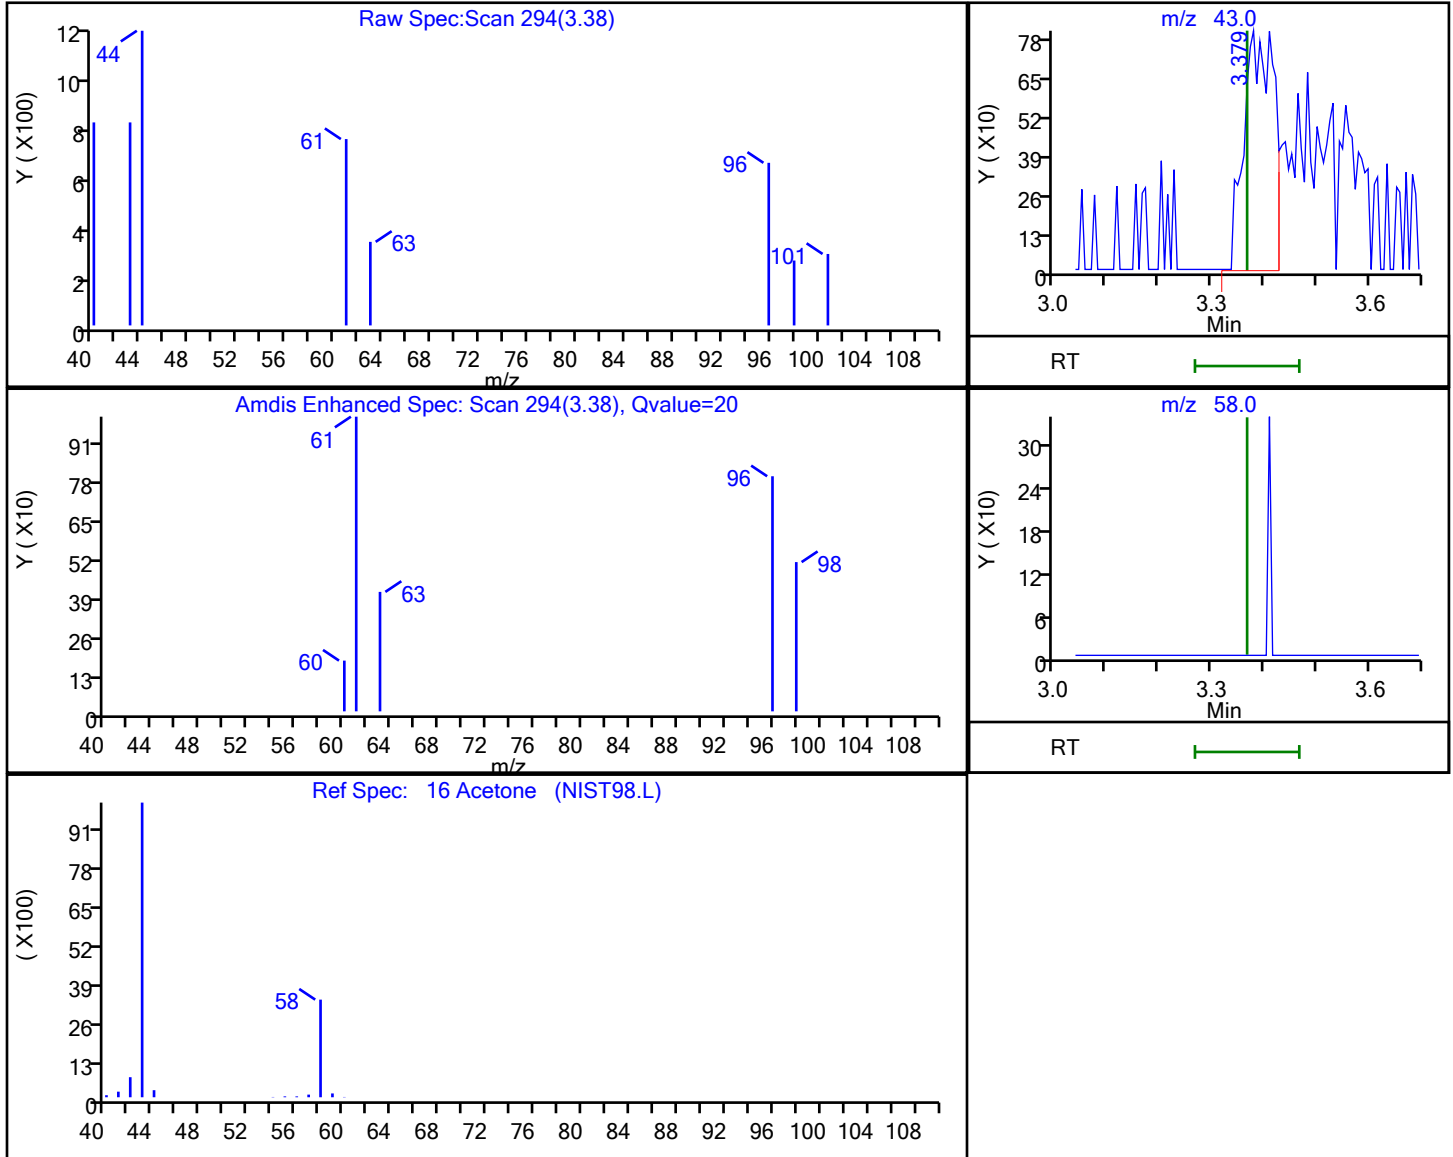 Raw Spec:Scan 294(3.38)
12
10
8
6
4
2
0
Y ( X100)
44
61
63
96
101
40 44 48 52 56 60 64 68 72 76 80 84 88 92 96 100 104 108
m/z
m/z 43.0
78
65
52
39
26
13
0
Y ( X10)
3.379
3.0 3.3 3.6
Min
RT
Amdis Enhanced Spec: Scan 294(3.38), Qvalue=20
91
78
65
52
39
26
13
0
Y ( X10)
61
60
63
96
98
40 44 48 52 56 60 64 68 72 76 80 84 88 92 96 100 104 108
m/z
m/z 58.0
30
24
18
12
6
0
Y ( X10)
3.0 3.3 3.6
Min
RT
Ref Spec: 16 Acetone (NIST98.L)
91
78
65
52
39
26
13
0
( X100)
58
40 44 48 52 56 60 64 68 72 76 80 84 88 92 96 100 104 108